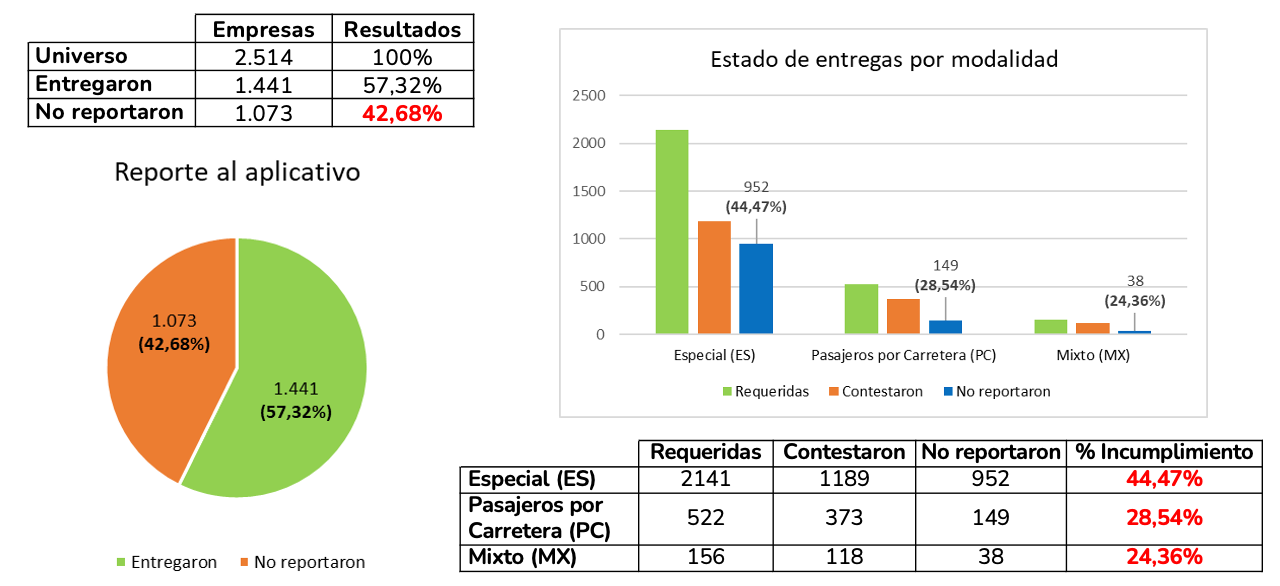 Empresas Resultados
Universo 2.514 100%
Entregaron 1.441 57,32%
No reportaron 1.073 42,68%
Reporte al aplicativo
1.073
(42,68%)
1.441
(57,32%)
Entregaron No reportaron
Estado de entregas por modalidad
2500
2000
1500
1000
500
0
952
(44,47%)
149
(28,54%)
38
(24,36%)
Especial (ES) Pasajeros por Carretera (PC) Mixto (MX)
Requeridas Contestaron No reportaron
Requeridas Contestaron No reportaron % Incumplimiento
Especial (ES) 2141 1189 952 44,47%
Pasajeros por
Carretera (PC) 522 373 149 28,54%
Mixto (MX) 156 118 38 24,36%